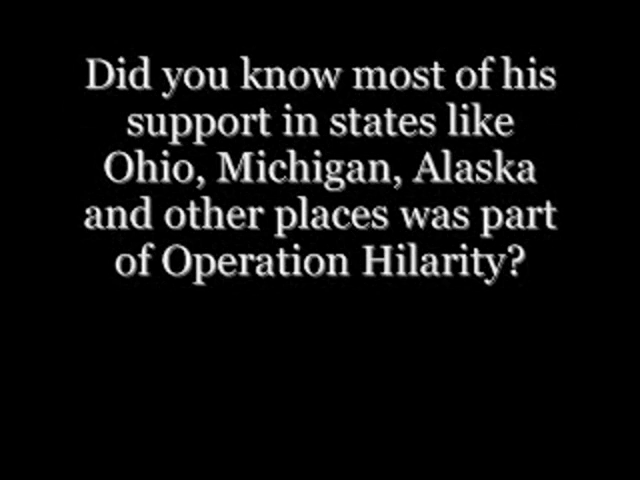 Did you know most of his
support in states like
Ohio, Michigan, Alaska
and other places was part
of Operation Hilarity?